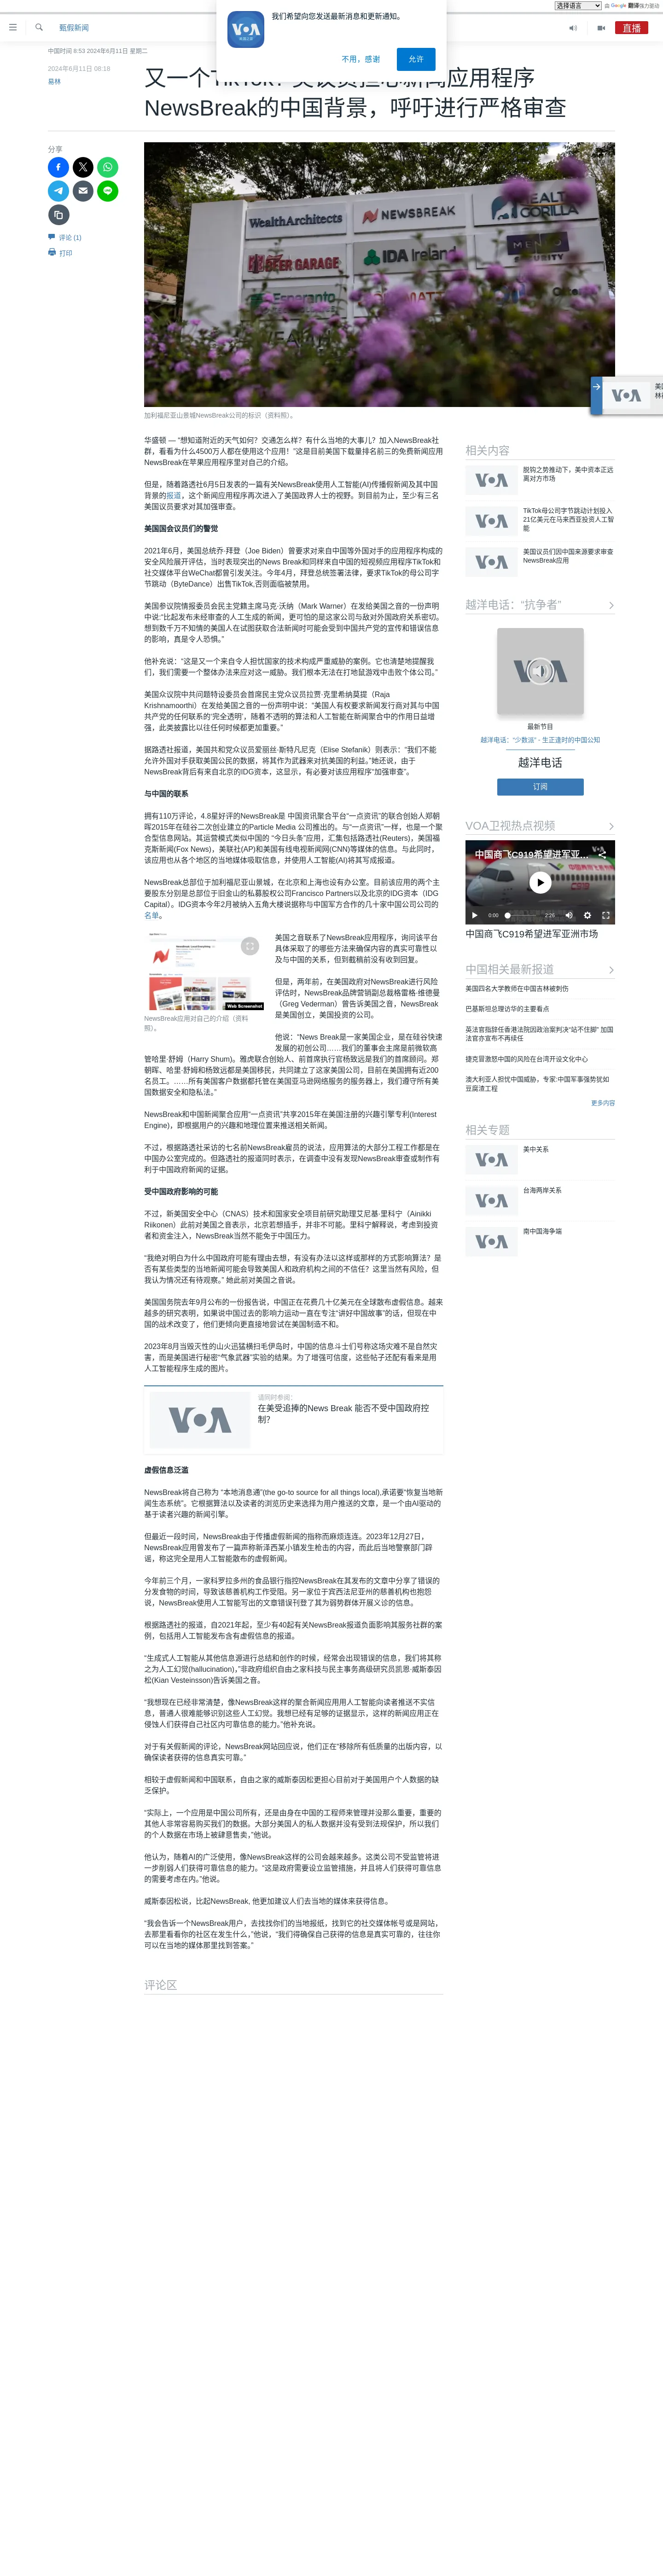 选择语言 由 Google 翻译强力驱动
VOA
美国之音
我们希望向您发送最新消息和更新通知。
不用，感谢
允许
甄假新闻
直播
中国时间 8:53 2024年6月11日 星期二
2024年6月11日 08:18
易林
NewsBreak的中国背景，呼吁进行严格审查
分享
评论 (1)
打印
WealthArchitects
NEWSBREAK
BEER GARAGE
IDA Ireland
Esperanto
加利福尼亚山景城NewsBreak公司的标识（资料照）。
华盛顿 — “想知道附近的天气如何？交通怎么样？有什么当地的大事儿？加入NewsBreak社
群，看看为什么4500万人都在使用这个应用！”这是目前美国下载量排名前三的免费新闻应用
NewsBreak在苹果应用程序里对自己的介绍。
但是，随着路透社6月5日发表的一篇有关NewsBreak使用人工智能(AI)传播假新闻及其中国
背景的报道，这个新闻应用程序再次进入了美国政界人士的视野。到目前为止，至少有三名
美国议员要求对其加强审查。
美国国会议员们的警觉
2021年6月，美国总统乔·拜登（Joe Biden）曾要求对来自中国等外国对手的应用程序构成的
安全风险展开评估，当时表现突出的News Break和同样来自中国的短视频应用程序TikTok和
社交媒体平台WeChat都曾引发关注。今年4月，拜登总统签署法律，要求TikTok的母公司字
节跳动（ByteDance）出售TikTok,否则面临被禁用。
美国参议院情报委员会民主党籍主席马克·沃纳（Mark Warner）在发给美国之音的一份声明
中说:“比起发布未经审查的人工生成的新闻，更可怕的是这家公司与敌对外国政府关系密切。
想到数千万不知情的美国人在试图获取合法新闻时可能会受到中国共产党的宣传和错误信息
的影响，真是令人恐惧。”
他补充说：“这是又一个来自令人担忧国家的技术构成严重威胁的案例。它也清楚地提醒我
们，我们需要一个整体办法来应对这一威胁。我们根本无法在打地鼠游戏中击败个体公司。”
美国众议院中共问题特设委员会首席民主党众议员拉贾·克里希纳莫提（Raja
Krishnamoorthi）在发给美国之音的一份声明中说：“美国人有权要求新闻发行商对其与中国
共产党的任何联系的‘完全透明’，随着不透明的算法和人工智能在新闻聚合中的作用日益增
强，此类披露比以往任何时候都更加重要。”
据路透社报道，美国共和党众议员爱丽丝·斯特凡尼克（Elise Stefanik）则表示：“我们不能
允许外国对手获取美国公民的数据，将其作为武器来对抗美国的利益。”她还说，由于
NewsBreak背后有来自北京的IDG资本，这显示，有必要对该应用程序“加强审查”。
与中国的联系
拥有110万评论，4.8星好评的NewsBreak是 中国资讯聚合平台“一点资讯”的联合创始人郑朝
晖2015年在硅谷二次创业建立的Particle Media 公司推出的。与“一点资讯”一样，也是一个聚
合型信息网站。其运营模式类似中国的 “今日头条”应用，汇集包括路透社(Reuters)，美国福
克斯新闻(Fox News)，美联社(AP)和美国有线电视新闻网(CNN)等媒体的信息。与此同时，
该应用也从各个地区的当地媒体吸取信息，并使用人工智能(AI)将其写成报道。
NewsBreak总部位于加利福尼亚山景城，在北京和上海也设有办公室。目前该应用的两个主
要股东分别是总部位于旧金山的私募股权公司Francisco Partners以及北京的IDG资本（IDG
Capital）。IDG资本今年2月被纳入五角大楼说据称与中国军方合作的几十家中国公司公司的
名单。
Web Screenshot
NewsBreak应用对自己的介绍（资料
照）。
美国之音联系了NewsBreak应用程序，询问该平台
具体采取了的哪些方法来确保内容的真实可靠性以
及与中国的关系，但到截稿前没有收到回复。
但是，两年前，在美国政府对NewsBreak进行风险
评估时，NewsBreak品牌营销副总裁格雷格·维德曼
（Greg Vederman）曾告诉美国之音，NewsBreak
是美国创立，美国投资的公司。
他说：“News Break是一家美国企业，是在硅谷快速
发展的初创公司……我们的董事会主席是前微软高
管哈里·舒姆（Harry Shum）。雅虎联合创始人、前首席执行官杨致远是我们的首席顾问。郑
朝晖、哈里·舒姆和杨致远都是美国移民，共同建立了这家美国公司，目前在美国拥有近200
名员工。……所有美国客户数据都托管在美国亚马逊网络服务的服务器上，我们遵守所有美
国数据安全和隐私法。”
NewsBreak和中国新闻聚合应用“一点资讯”共享2015年在美国注册的兴趣引擎专利(Interest
Engine)，即根据用户的兴趣和地理位置来推送相关新闻。
不过，根据路透社采访的七名前NewsBreak雇员的说法，应用算法的大部分工程工作都是在
中国办公室完成的。但路透社的报道同时表示，在调查中没有发现NewsBreak审查或制作有
利于中国政府新闻的证据。
受中国政府影响的可能
不过，新美国安全中心（CNAS）技术和国家安全项目前研究助理艾尼基·里科宁（Ainikki
Riikonen）此前对美国之音表示，北京若想插手，并非不可能。里科宁解释说，考虑到投资
者和资金注入，NewsBreak当然不能免于中国压力。
“我绝对明白为什么中国政府可能有理由去想，有没有办法以这样或那样的方式影响算法？是
否有某些类型的当地新闻可能会导致美国人和政府机构之间的不信任？这里当然有风险，但
我认为情况还有待观察。” 她此前对美国之音说。
美国国务院去年9月公布的一份报告说，中国正在花费几十亿美元在全球散布虚假信息。越来
越多的研究表明，如果说中国过去的影响力运动一直在专注“讲好中国故事”的话，但现在中
国的战术改变了，他们更倾向更直接地尝试在美国制造不和。
2023年8月当毁灭性的山火迅猛横扫毛伊岛时，中国的信息斗士们号称这场灾难不是自然灾
害，而是美国进行秘密“气象武器”实验的结果。为了增强可信度，这些帖子还配有看来是用
人工智能程序生成的图片。
请同时参阅：
在美受追捧的News Break 能否不受中国政府控
制？
虚假信息泛滥
NewsBreak将自己称为 “本地消息通”(the go-to source for all things local),承诺要“恢复当地新
闻生态系统”。它根据算法以及读者的浏览历史来选择为用户推送的文章，是一个由AI驱动的
基于读者兴趣的新闻引擎。
但最近一段时间，NewsBreak由于传播虚假新闻的指称而麻烦连连。2023年12月27日，
NewsBreak应用曾发布了一篇声称新泽西某小镇发生枪击的内容，而此后当地警察部门辟
谣，称这完全是用人工智能散布的虚假新闻。
今年前三个月，一家科罗拉多州的食品银行指控NewsBreak在其发布的文章中分享了错误的
分发食物的时间，导致该慈善机构工作受阻。另一家位于宾西法尼亚州的慈善机构也抱怨
说，NewsBreak使用人工智能写出的文章错误刊登了其为弱势群体开展义诊的信息。
根据路透社的报道，自2021年起，至少有40起有关NewsBreak报道负面影响其服务社群的案
例，包括用人工智能发布含有虚假信息的报道。
“生成式人工智能从其他信息源进行总结和创作的时候，经常会出现错误的信息，我们将其称
之为人工幻觉(hallucination)，”非政府组织自由之家科技与民主事务高级研究员凯恩·威斯泰因
松(Kian Vesteinsson)告诉美国之音。
“我想现在已经非常清楚，像NewsBreak这样的聚合新闻应用用人工智能向读者推送不实信
息，普通人很难能够识别这些人工幻觉。我想已经有足够的证据显示，这样的新闻应用正在
侵蚀人们获得自己社区内可靠信息的能力。”他补充说。
对于有关假新闻的评论，NewsBreak网站回应说，他们正在“移除所有低质量的出版内容，以
确保读者获得的信息真实可靠。”
相较于虚假新闻和中国联系，自由之家的威斯泰因松更担心目前对于美国用户个人数据的缺
乏保护。
“实际上，一个应用是中国公司所有，还是由身在中国的工程师来管理并没那么重要，重要的
其他人非常容易购买我们的数据。大部分美国人的私人数据并没有受到法规保护，所以我们
的个人数据在市场上被肆意售卖，”他说。
他认为，随着AI的广泛使用，像NewsBreak这样的公司会越来越多。这类公司不受监管将进
一步削弱人们获得可靠信息的能力。“这是政府需要设立监管措施，并且将人们获得可靠信息
的需要考虑在内。”他说。
威斯泰因松说，比起NewsBreak, 他更加建议人们去当地的媒体来获得信息。
“我会告诉一个NewsBreak用户，去找找你们的当地报纸，找到它的社交媒体帐号或是网站，
去那里看看你的社区在发生什么，”他说，“我们得确保自己获得的信息是真实可靠的，往往你
可以在当地的媒体那里找到答案。”
评论区
相关内容
脱钩之势推动下，美中资本正远
离对方市场
TikTok母公司字节跳动计划投入
21亿美元在马来西亚投资人工智
能
美国议员们因中国来源要求审查
NewsBreak应用
越洋电话：“抗争者”
最新节目
越洋电话：“少数派” - 生正逢时的中国公知
越洋电话
订阅
VOA卫视热点视频
中国商飞C919希望进军亚...
0:00
2:26
中国商飞C919希望进军亚洲市场
中国相关最新报道
美国四名大学教师在中国吉林被刺伤
巴基斯坦总理访华的主要看点
英法官指辞任香港法院因政治案判决“站不住脚” 加国
法官亦宣布不再续任
捷克冒激怒中国的风险在台湾开设文化中心
澳大利亚人担忧中国威胁，专家:中国军事强势犹如
豆腐渣工程
更多内容
相关专题
美中关系
台海两岸关系
南中国海争端